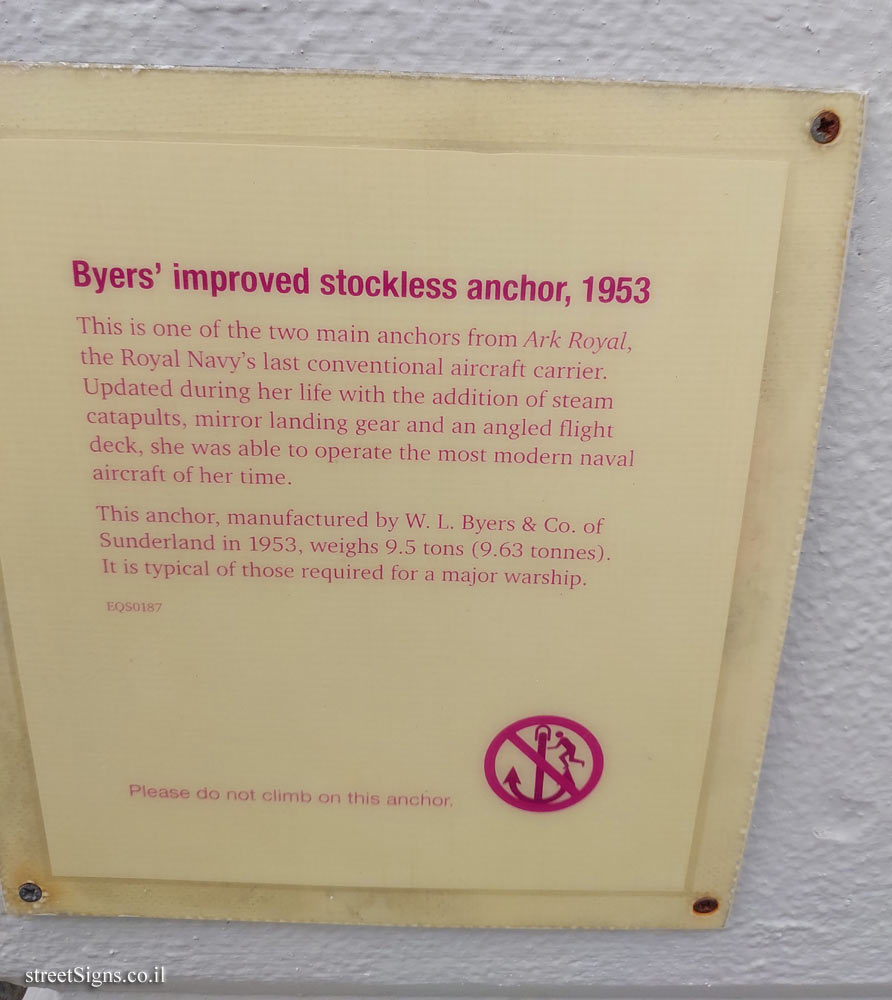 Byers’ improved stockless anchor, 1953
This is one of the two main anchors from Ark Royal,
the Royal Navy’s last conventional aircraft carrier.
Updated during her life with the addition of steam
catapults, mirror landing gear and an angled flight
deck, she was able to operate the most modern naval
aircraft of her time.
This anchor, manufactured by W. L. Byers & Co. of
Sunderland in 1953, weighs 9.5 tons (9.63 tonnes).
It is typical of those required for a major warship.
EQS0187
Please do not climb on this anchor.
streetSigns.co.il